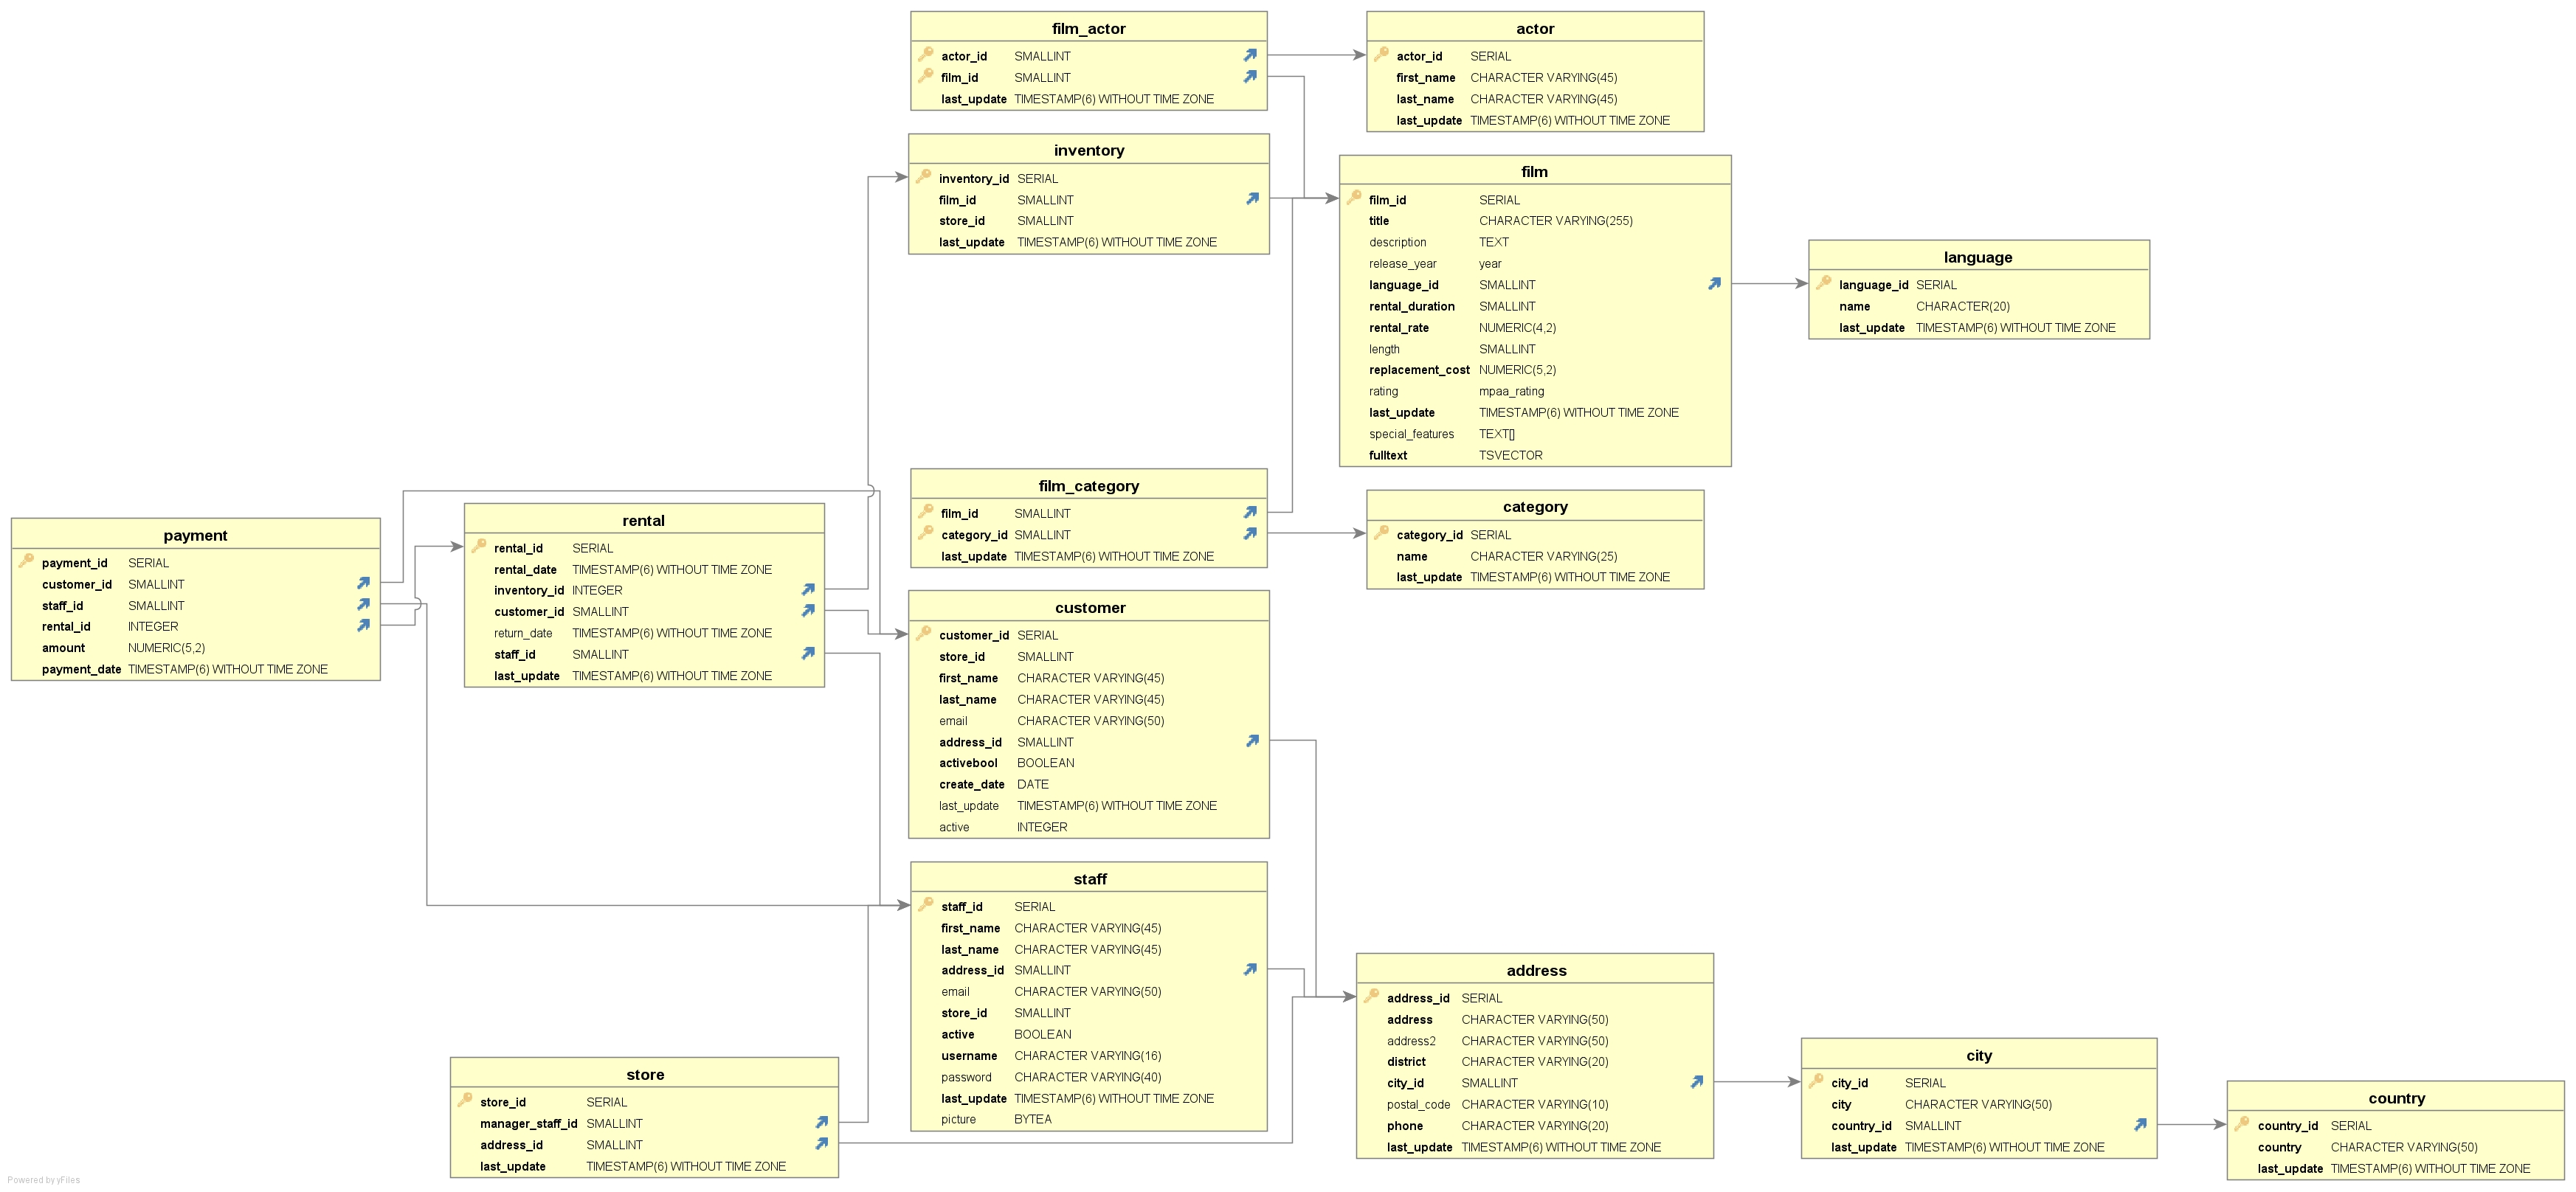 film_actor
actor_id SMALLINT
film_id SMALLINT
last_update TIMESTAMP(6) WITHOUT TIME ZONE
actor
actor_id SERIAL
first_name CHARACTER VARYING(45)
last_name CHARACTER VARYING(45)
last_update TIMESTAMP(6) WITHOUT TIME ZONE
inventory
inventory_id SERIAL
film_id SMALLINT
store_id SMALLINT
last_update TIMESTAMP(6) WITHOUT TIME ZONE
film
film_id SERIAL
title CHARACTER VARYING(255)
description TEXT
release_year year
language_id SMALLINT
rental_duration SMALLINT
rental_rate NUMERIC(4,2)
length SMALLINT
replacement_cost NUMERIC(5,2)
rating mpaa_rating
last_update TIMESTAMP(6) WITHOUT TIME ZONE
special_features TEXT[]
fulltext TSVECTOR
language
language_id SERIAL
name CHARACTER(20)
last_update TIMESTAMP(6) WITHOUT TIME ZONE
film_category
film_id SMALLINT
category_id SMALLINT
last_update TIMESTAMP(6) WITHOUT TIME ZONE
category
category_id SERIAL
name CHARACTER VARYING(25)
last_update TIMESTAMP(6) WITHOUT TIME ZONE
payment
payment_id SERIAL
customer_id SMALLINT
staff_id SMALLINT
rental_id INTEGER
amount NUMERIC(5,2)
payment_date TIMESTAMP(6) WITHOUT TIME ZONE
rental
rental_id SERIAL
rental_date TIMESTAMP(6) WITHOUT TIME ZONE
inventory_id INTEGER
customer_id SMALLINT
return_date TIMESTAMP(6) WITHOUT TIME ZONE
staff_id SMALLINT
last_update TIMESTAMP(6) WITHOUT TIME ZONE
customer
customer_id SERIAL
store_id SMALLINT
first_name CHARACTER VARYING(45)
last_name CHARACTER VARYING(45)
email CHARACTER VARYING(50)
address_id SMALLINT
activebool BOOLEAN
create_date DATE
last_update TIMESTAMP(6) WITHOUT TIME ZONE
active INTEGER
staff
staff_id SERIAL
first_name CHARACTER VARYING(45)
last_name CHARACTER VARYING(45)
address_id SMALLINT
email CHARACTER VARYING(50)
store_id SMALLINT
active BOOLEAN
username CHARACTER VARYING(16)
password CHARACTER VARYING(40)
last_update TIMESTAMP(6) WITHOUT TIME ZONE
picture BYTEA
store
store_id SERIAL
manager_staff_id SMALLINT
address_id SMALLINT
last_update TIMESTAMP(6) WITHOUT TIME ZONE
address
address_id SERIAL
address CHARACTER VARYING(50)
address2 CHARACTER VARYING(50)
district CHARACTER VARYING(20)
city_id SMALLINT
postal_code CHARACTER VARYING(10)
phone CHARACTER VARYING(20)
last_update TIMESTAMP(6) WITHOUT TIME ZONE
city
city_id SERIAL
city CHARACTER VARYING(50)
country_id SMALLINT
last_update TIMESTAMP(6) WITHOUT TIME ZONE
country
country_id SERIAL
country CHARACTER VARYING(50)
last_update TIMESTAMP(6) WITHOUT TIME ZONE
Powered by yFiles